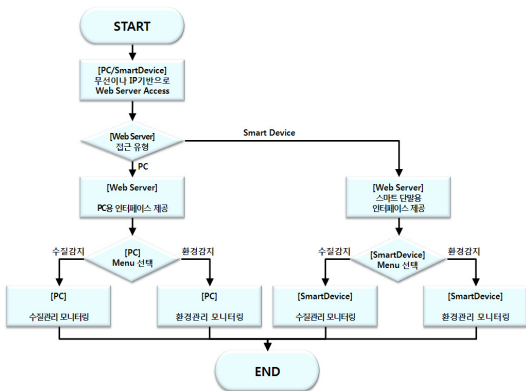 START
[PC/SmartDevice]
무선이나 IP기반으로
Web Server Access
[Web Server]
접근 유형
Smart Device
PC
[Web Server]
PC용 인터페이스 제공
[Web Server]
스마트 단말용
인터페이스 제공
수질감지
[PC]
Menu 선택
환경감지
수질감지
[SmartDevice]
Menu 선택
환경감지
[PC]
수질관리 모니터링
[PC]
환경관리 모니터링
[SmartDevice]
수질관리 모니터링
[SmartDevice]
환경관리 모니터링
END